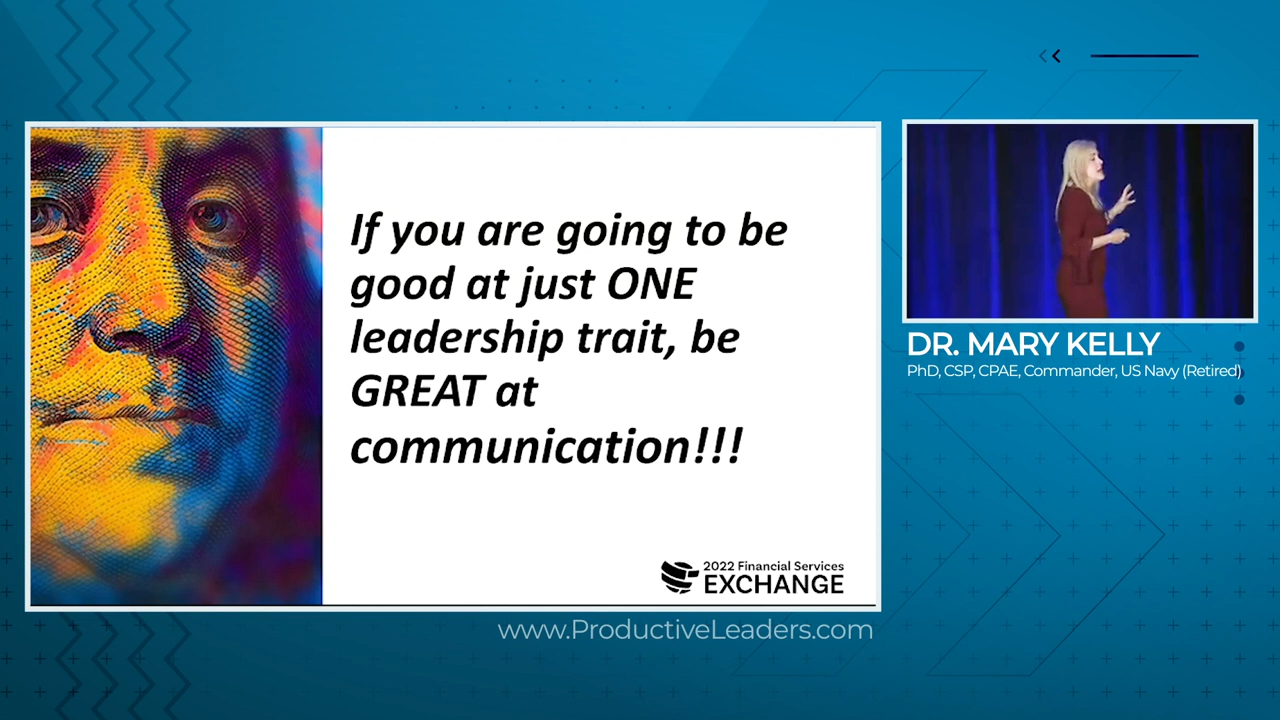 If you are going to be
good at just ONE
leadership trait, be
GREAT at
communication!!!
2022 Financial Services
EXCHANGE
www.ProductiveLeaders.com
DR. MARY KELLY
PhD, CSP, CPAE, Commander, US Navy (Retired)